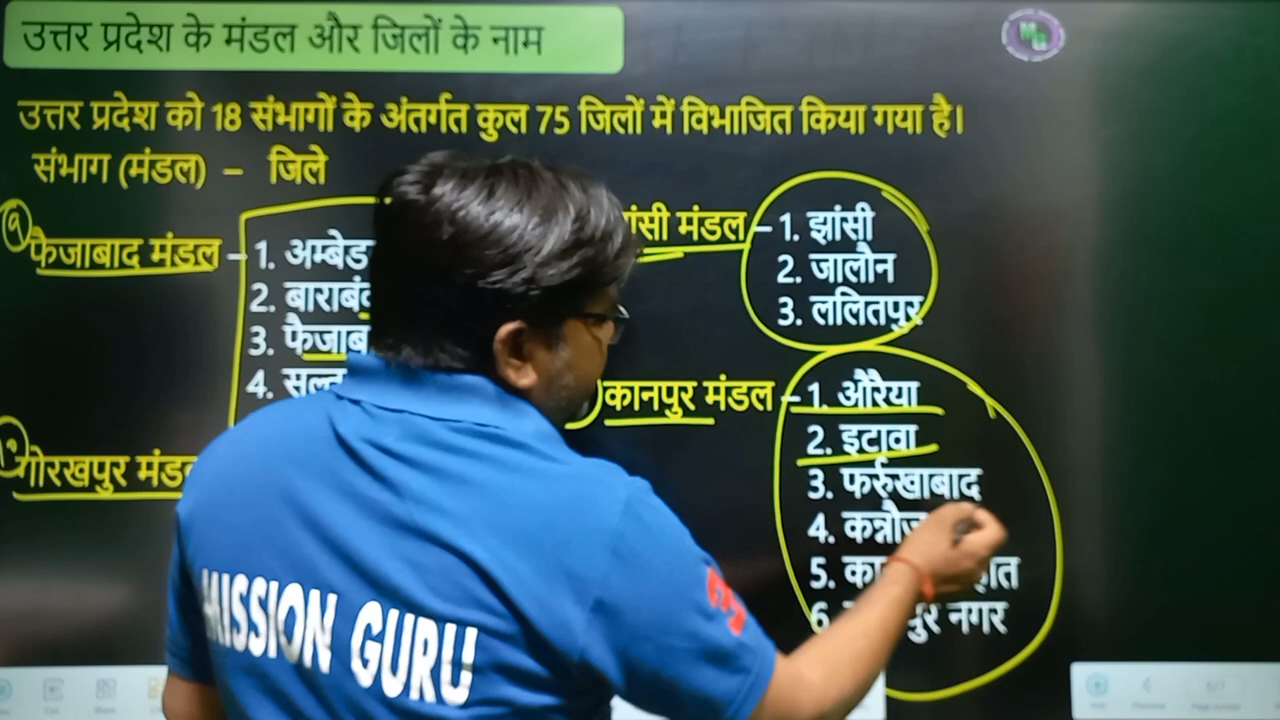 उत्तर प्रदेश के मंडल और जिलों के नाम
उत्तर प्रदेश को 18 संभागों के अंतर्गत कुल 75 जिलों में विभाजित किया गया है।
संभाग (मंडल) – जिले
फैजाबाद मंडल –
1.
2.
3.
4.
गोरखपुर
मंडल –
1. झांसी
2. जालौन
3. ललितपुर
कानपुर मंडल –
1. औरैया
2. इटावा
3. फर्रुखाबाद
4.
5.
6. नगर
MISSION GURU